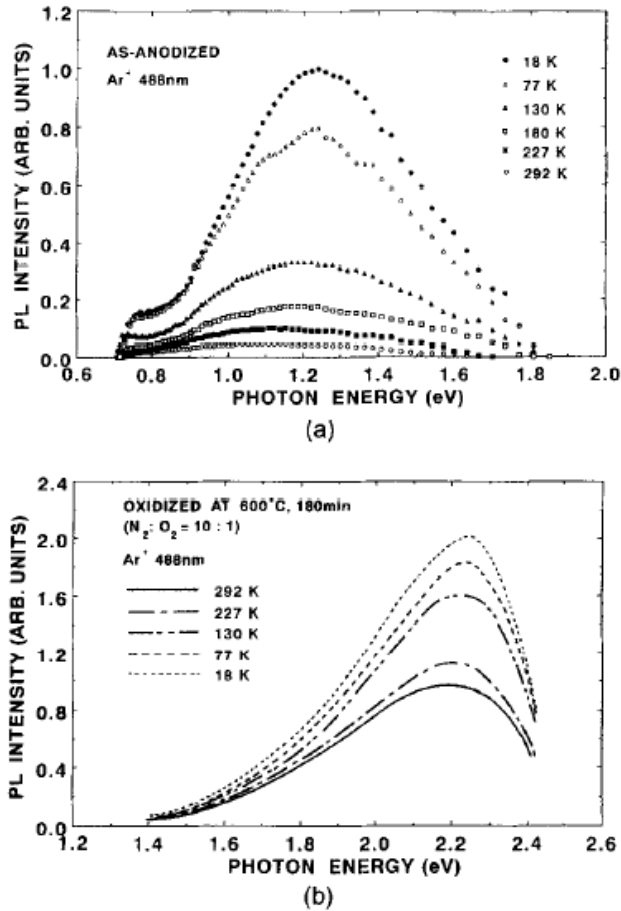 AS-ANODIZED
Ar⁺ 488nm
18 K
77 K
130 K
180 K
227 K
292 K
PL INTENSITY (ARB. UNITS)
1.0
0.8
0.6
0.4
0.2
0.0
0.6 0.8 1.0 1.2 1.4 1.6 1.8 2.0
PHOTON ENERGY (eV)
(a)
OXIDIZED AT 600°C, 180min
(N₂: O₂ = 10 : 1)
Ar⁺ 488nm
292 K
227 K
130 K
77 K
18 K
PL INTENSITY (ARB. UNITS)
2.4
2.0
1.6
1.2
0.8
0.4
0.0
1.2 1.4 1.6 1.8 2.0 2.2 2.4 2.6
PHOTON ENERGY (eV)
(b)